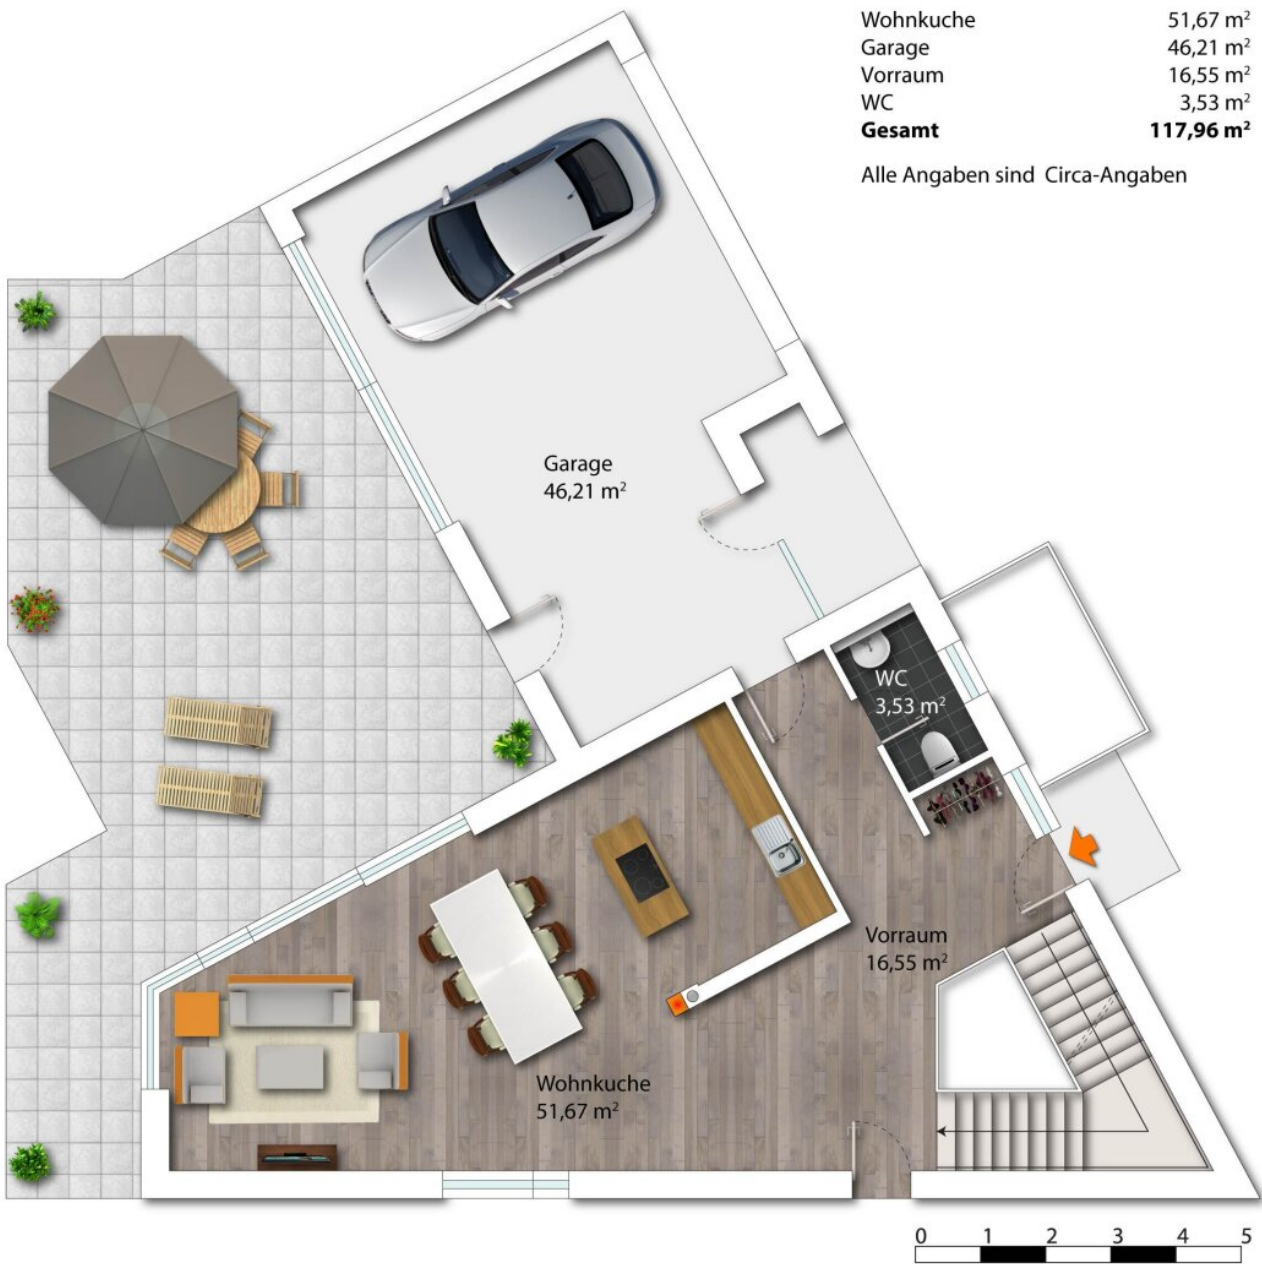 Wohnkuche 51,67 m²
Garage 46,21 m²
Vorraum 16,55 m²
WC 3,53 m²
Gesamt 117,96 m²
Alle Angaben sind Circa-Angaben
Garage
46,21 m²
WC
3,53 m²
Vorraum
16,55 m²
Wohnkuche
51,67 m²
0 1 2 3 4 5